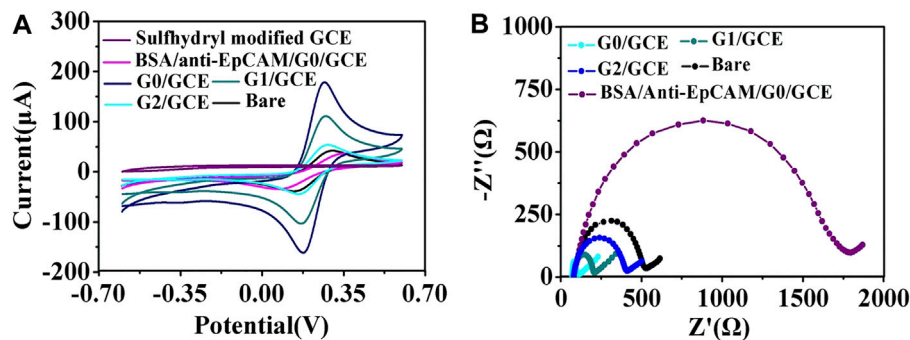 A
300
200
100
0
-100
-200
-0.70
0.00
0.35
0.70
Current(μA)
Potential(V)
Sulfhydryl modified GCE
BSA/anti-EpCAM/G0/GCE
G0/GCE G1/GCE
G2/GCE Bare
B
1000
750
500
250
0
0
500
1000
1500
2000
-Z''(Ω)
Z'(Ω)
G0/GCE G1/GCE
G2/GCE Bare
BSA/Anti-EpCAM/G0/GCE